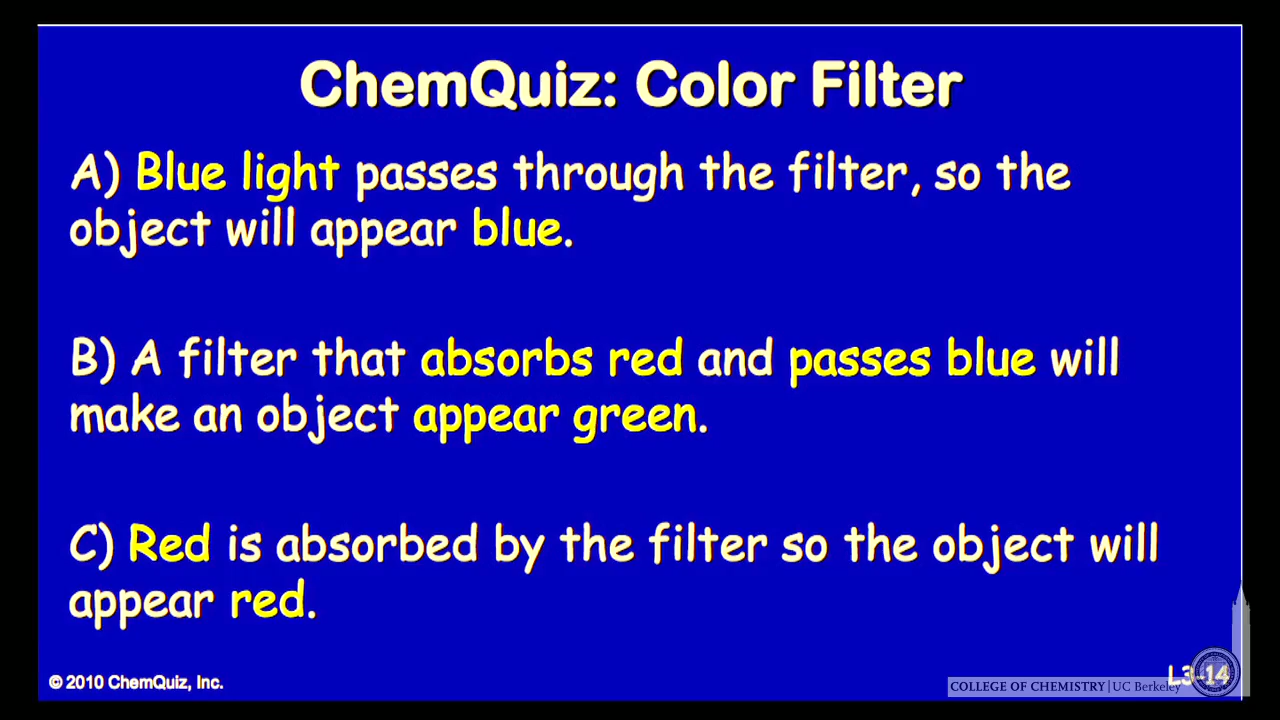 ChemQuiz: Color Filter
A) Blue light passes through the filter, so the
object will appear blue.
B) A filter that absorbs red and passes blue will
make an object appear green.
C) Red is absorbed by the filter so the object will
appear red.
© 2010 ChemQuiz, Inc.
L3-14
COLLEGE OF CHEMISTRY | UC Berkeley